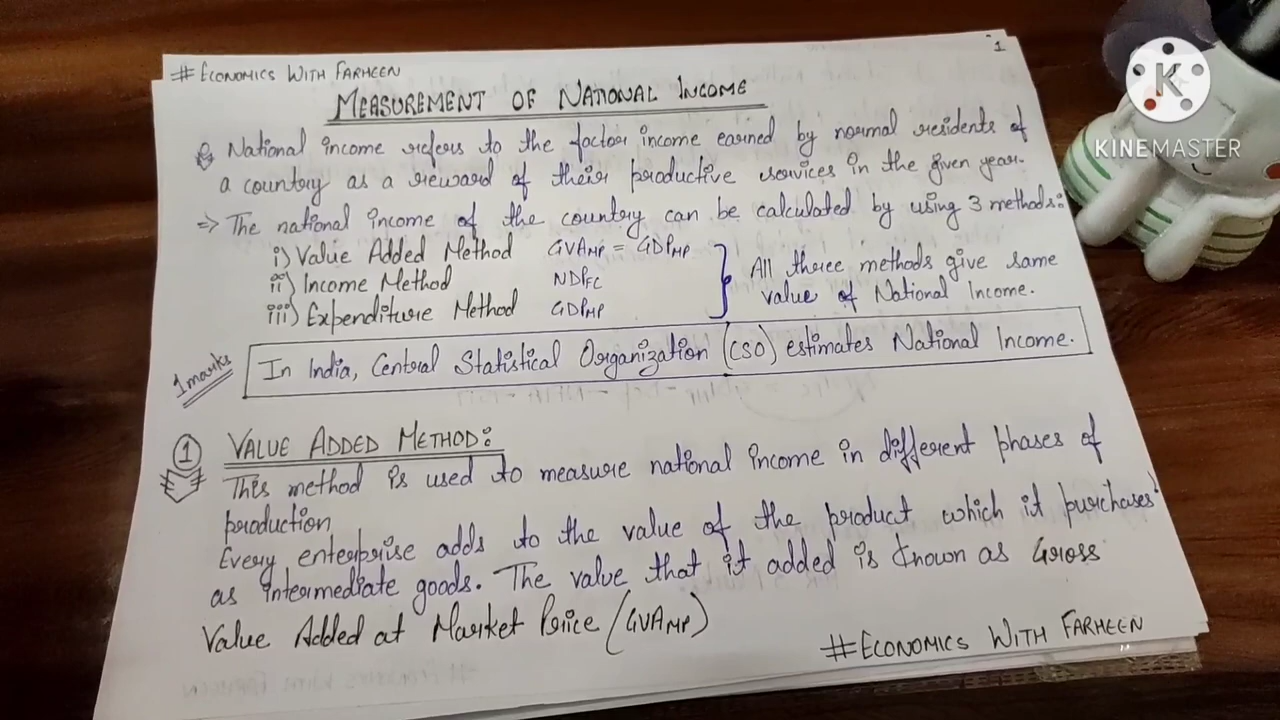 1
# ECONOMICS WITH FARHEEN
MEASUREMENT OF NATIONAL INCOME
National income refers to the factor income earned by normal residents of
a country as a reward of their productive services in the given year.
⇒ The national income of the country can be calculated by using 3 methods:
i) Value Added Method GVAMP = GDPMP
ii) Income Method NDPFC
iii) Expenditure Method GDPMP
All three methods give same
value of National Income.
1 marks
In India, Central Statistical Organization (CSO) estimates National Income.
1 VALUE ADDED METHOD:
This method is used to measure national income in different phases of
production
Every enterprise adds to the value of the product which it purchases
as intermediate goods. The value that it added is known as Gross
Value Added at Market Price (GVAMP)
#ECONOMICS WITH FARHEEN
K
KINEMASTER